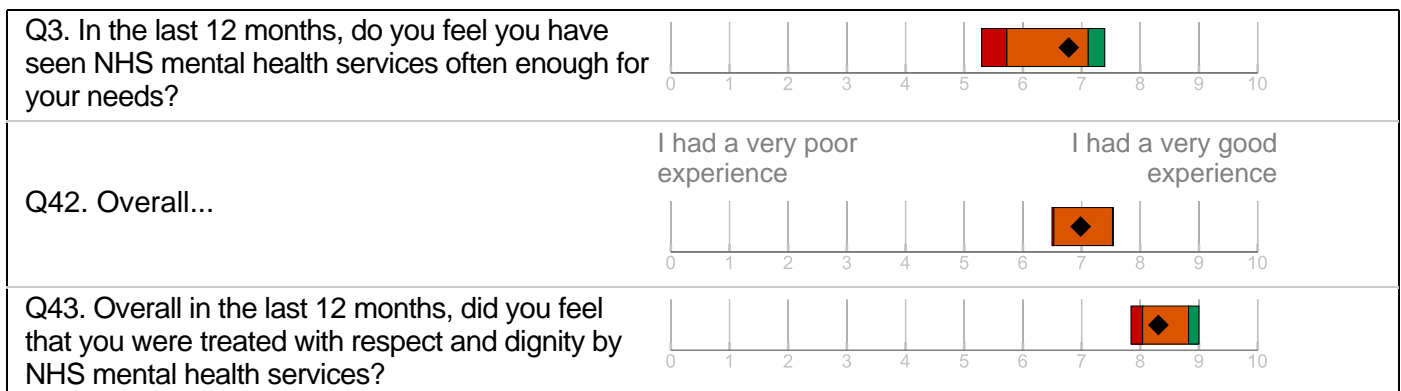 Q3. In the last 12 months, do you feel you have
seen NHS mental health services often enough for
your needs?
0 1 2 3 4 5 6 7 8 9 10
I had a very poor
experience
I had a very good
experience
Q42. Overall...
0 1 2 3 4 5 6 7 8 9 10
Q43. Overall in the last 12 months, did you feel
that you were treated with respect and dignity by
NHS mental health services?
0 1 2 3 4 5 6 7 8 9 10